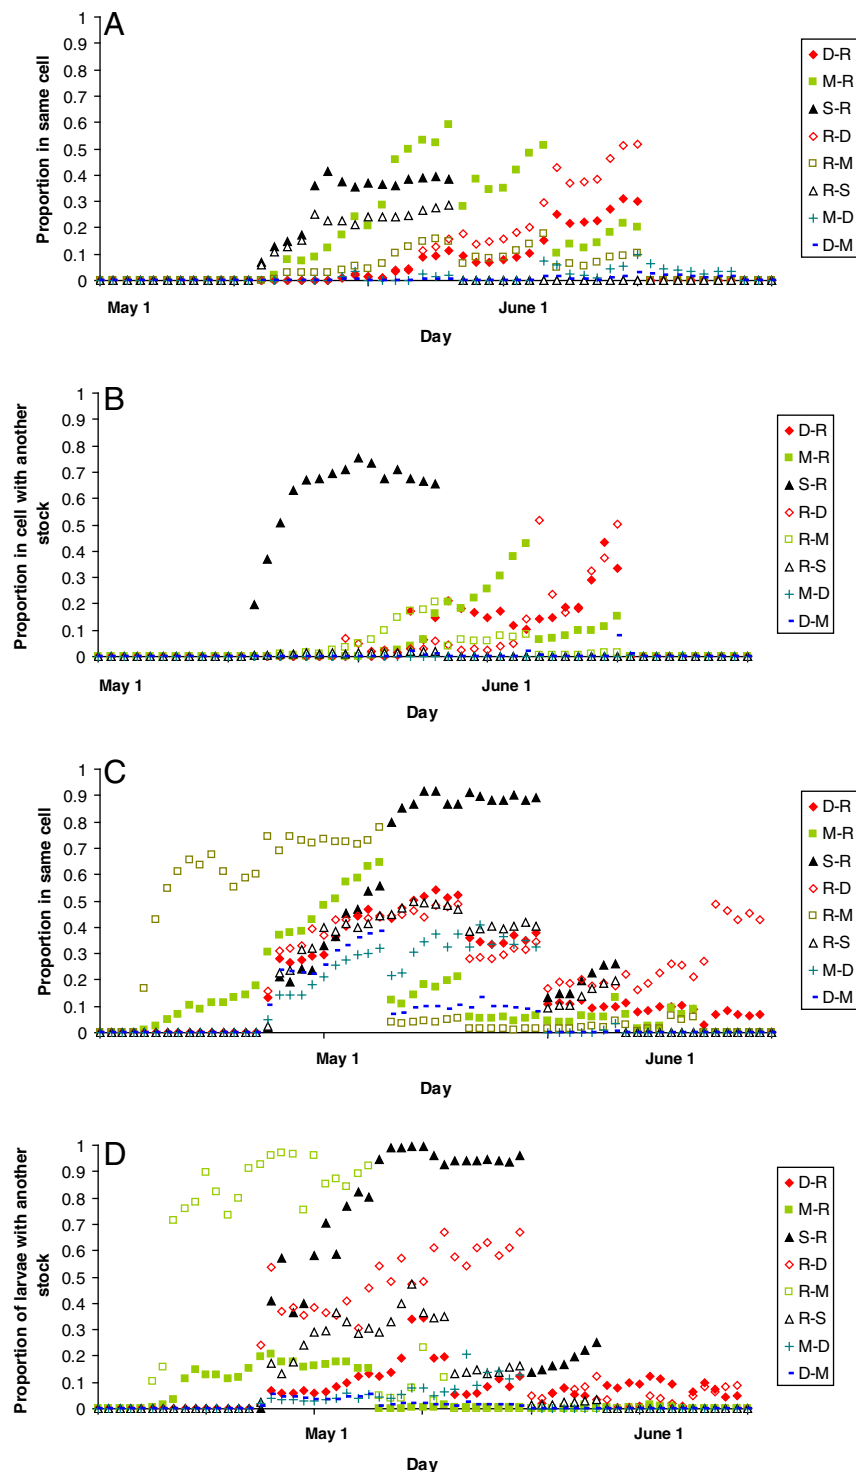 A
1
0.9
0.8
0.7
0.6
0.5
0.4
0.3
0.2
0.1
0
Proportion in same cell
May 1
June 1
Day
D-R
M-R
S-R
R-D
R-M
R-S
M-D
D-M
B
1
0.9
0.8
0.7
0.6
0.5
0.4
0.3
0.2
0.1
0
Proportion in cell with another
stock
May 1
June 1
Day
D-R
M-R
S-R
R-D
R-M
R-S
M-D
D-M
C
1
0.9
0.8
0.7
0.6
0.5
0.4
0.3
0.2
0.1
0
Proportion in same cell
May 1
June 1
Day
D-R
M-R
S-R
R-D
R-M
R-S
M-D
D-M
D
1
0.9
0.8
0.7
0.6
0.5
0.4
0.3
0.2
0.1
0
Proportion of larvae with another
stock
May 1
June 1
Day
D-R
M-R
S-R
R-D
R-M
R-S
M-D
D-M